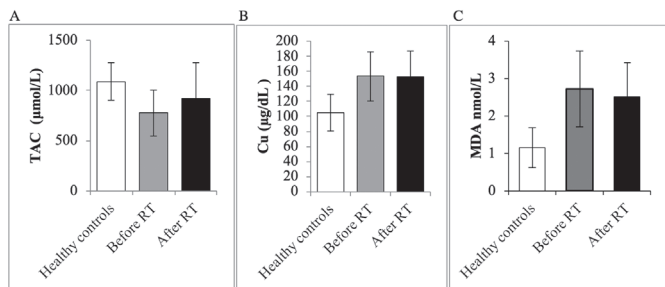 A
TAC (μmol/L)
1500
1000
500
0
Healthy controls
Before RT
After RT
B
Cu (μg/dL )
200
180
160
140
120
100
80
60
40
20
0
Healthy controls
Before RT
After RT
C
MDA nmol/L
4
3
2
1
0
Healthy controls
Before RT
After RT